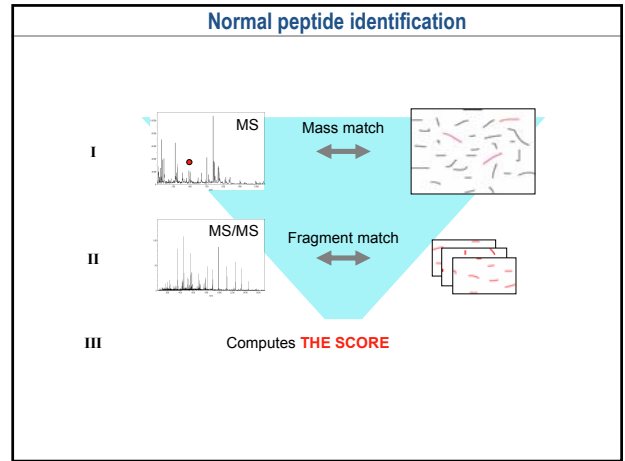 Normal peptide identification
MS
Mass match
I
MS/MS
Fragment match
II
III
Computes THE SCORE